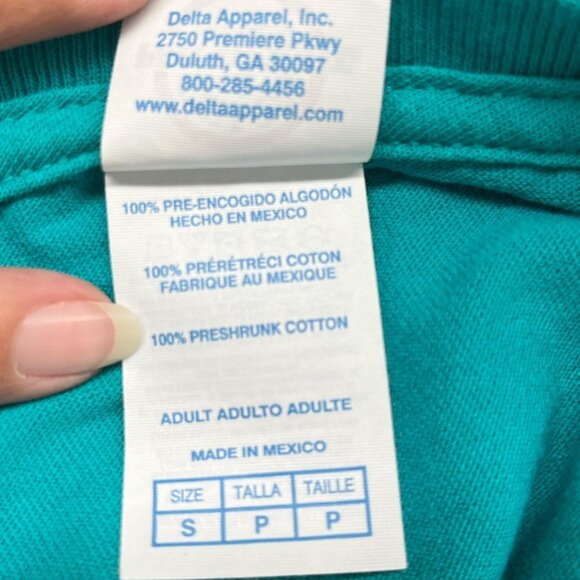 Delta Apparel, Inc.
2750 Premiere Pkwy
Duluth, GA 30097
800-285-4456
www.deltaapparel.com
100% PRE-ENCOGIDO ALGODÓN
HECHO EN MEXICO
100% PRÉRÉTRÉCI COTON
FABRIQUE AU MEXIQUE
100% PRESHRUNK COTTON
ADULT ADULTO ADULTE
MADE IN MEXICO
SIZE TALLA TAILLE
S P P